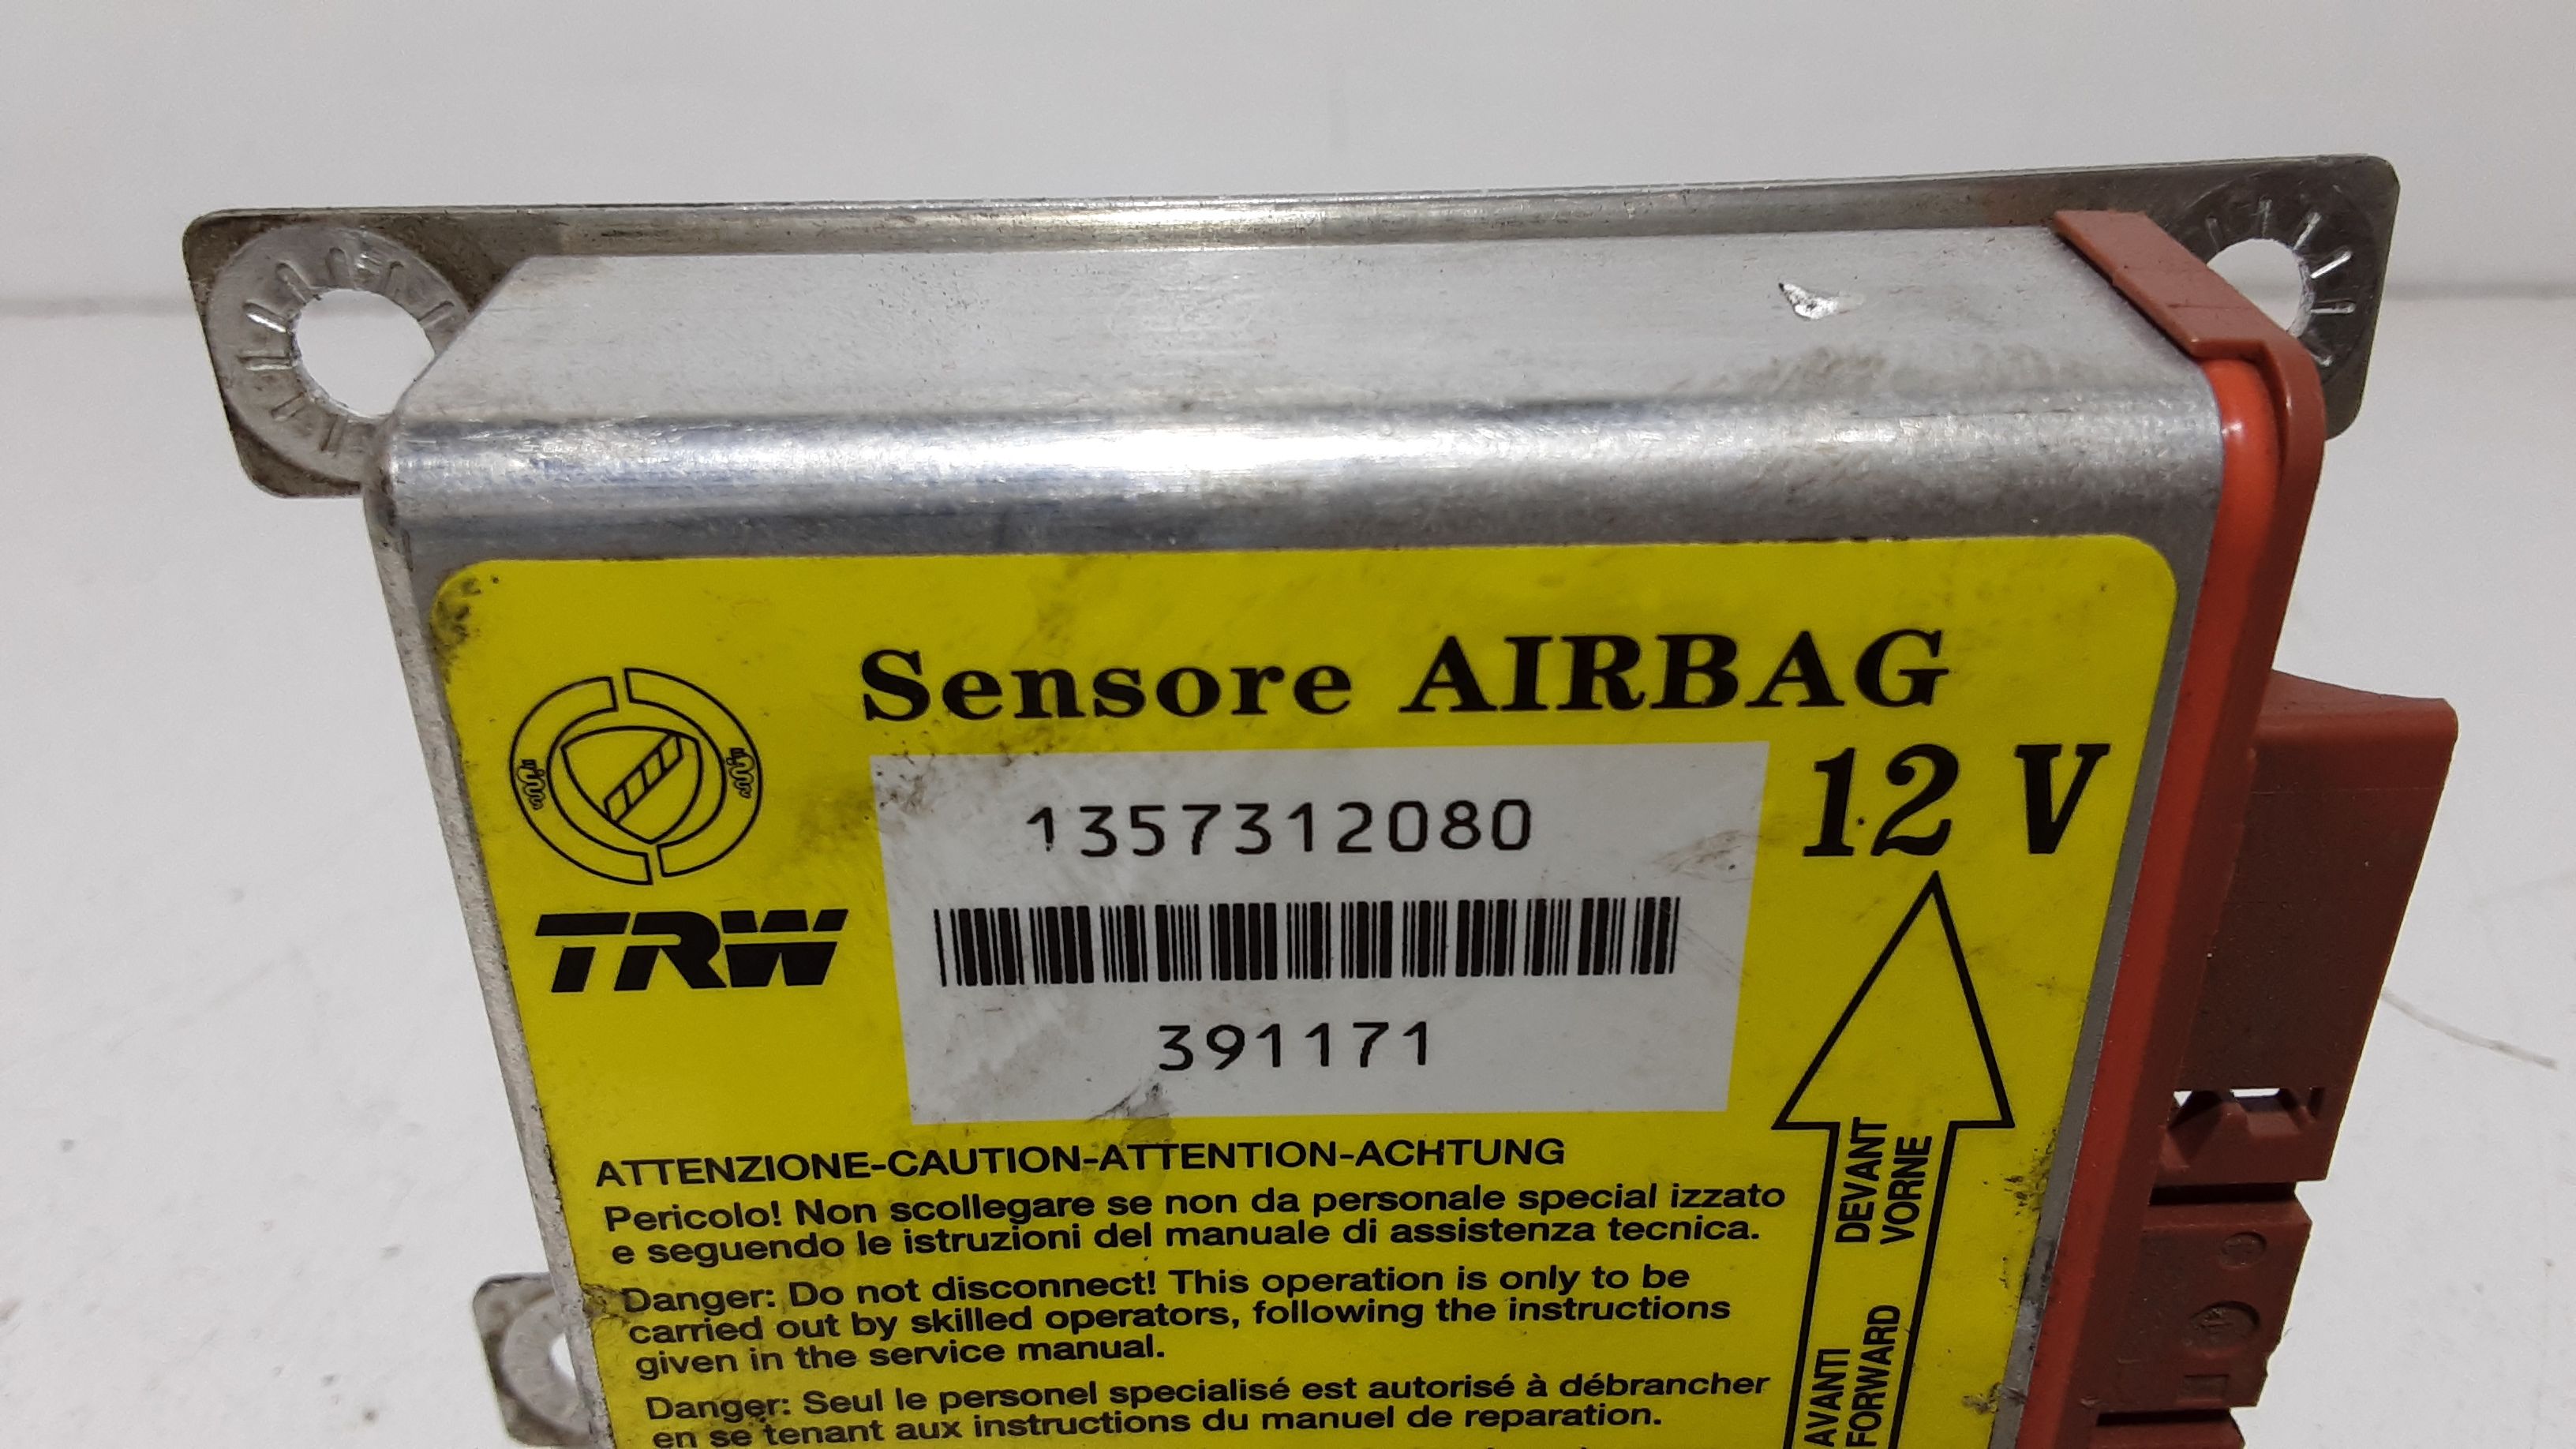 Sensore AIRBAG
12 V
1357312080
TRW
391171
ATTENZIONE-CAUTION-ATTENTION-ACHTUNG
Pericolo! Non scollegare se non da personale special izzato
e seguendo le istruzioni del manuale di assistenza tecnica.
Danger: Do not disconnect! This operation is only to be
carried out by skilled operators, following the instructions
given in the service manual.
Danger: Seul le personel specialisé est autorisé à débrancher
en se tenant aux instructions du manuel de reparation.
AVANTI DEVANT
FORWARD VORNE